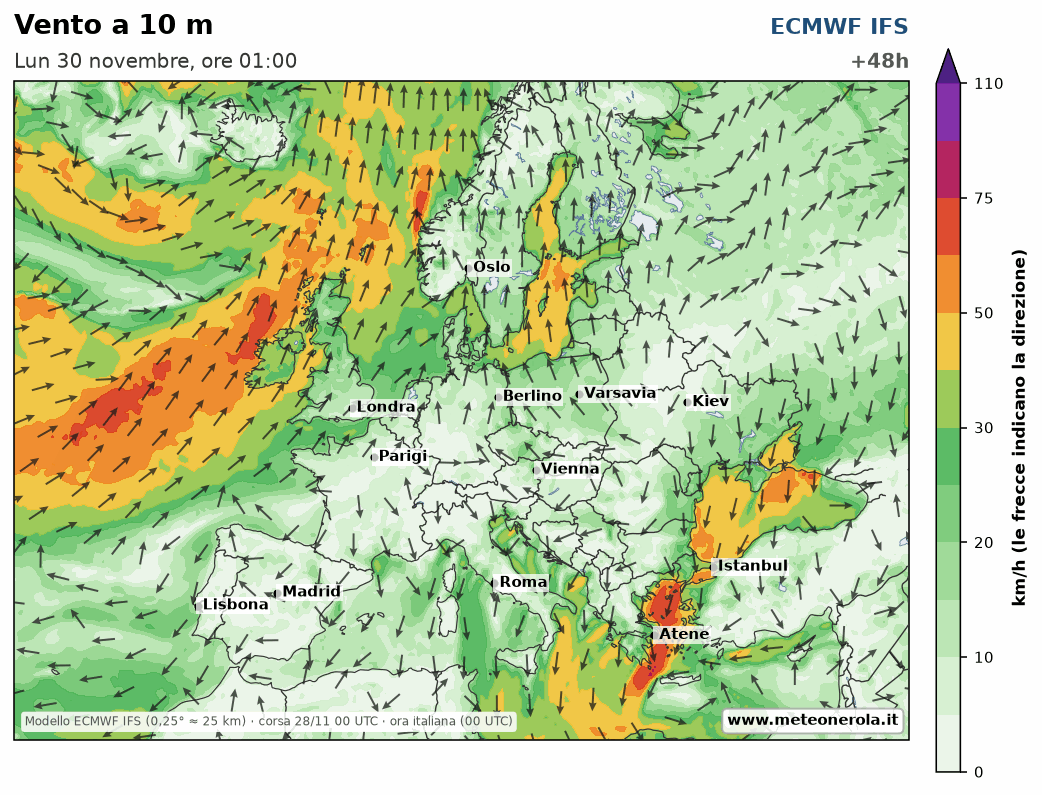 Vento a 10 m
ECMWF IFS
Lun 30 novembre, ore 01:00
+48h
110
75
50
30
20
10
0
km/h (le frecce indicano la direzione)
Oslo
Berlino
Varsavia
Kiev
Londra
Parigi
Vienna
Istanbul
Roma
Madrid
Lisbona
Atene
Modello ECMWF IFS (0,25° ≈ 25 km) · corsa 28/11 00 UTC · ora italiana (00 UTC)
www.meteonerola.it